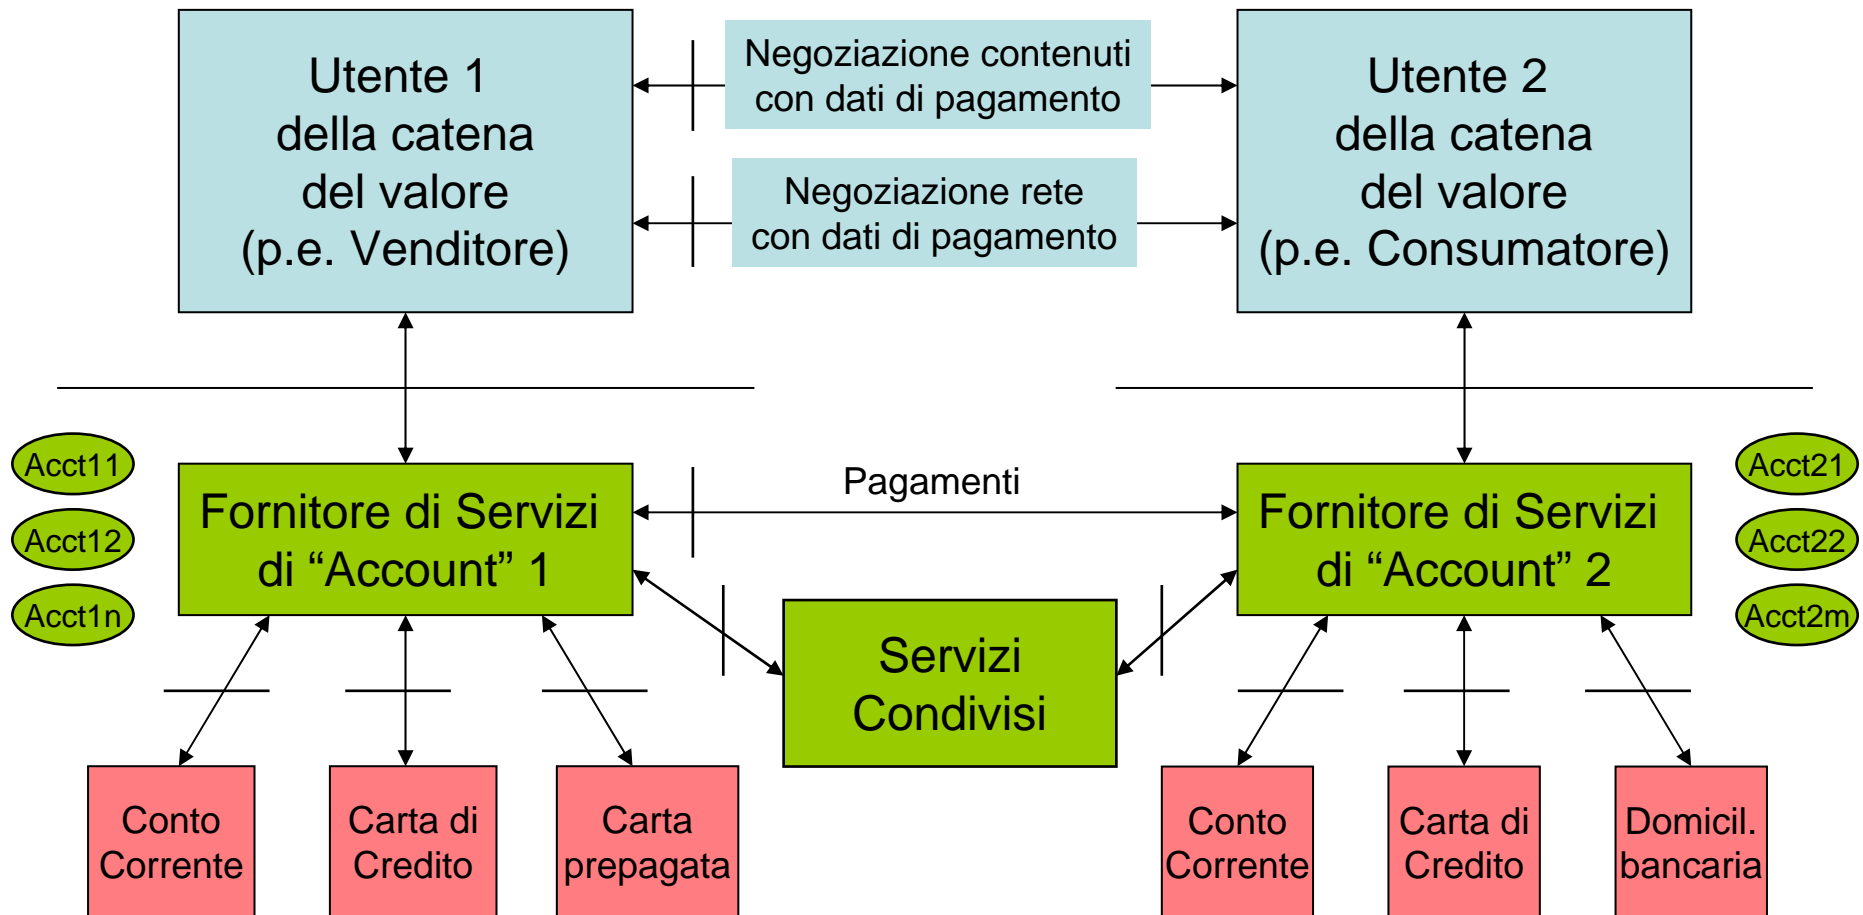 Utente 1
della catena
del valore
(p.e. Venditore)
Negoziazione contenuti
con dati di pagamento
Negoziazione rete
con dati di pagamento
Utente 2
della catena
del valore
(p.e. Consumatore)
Acct11
Acct12
Acct1n
Fornitore di Servizi
di “Account” 1
Pagamenti
Fornitore di Servizi
di “Account” 2
Acct21
Acct22
Acct2m
Servizi
Condivisi
Conto
Corrente
Carta di
Credito
Carta
prepagata
Conto
Corrente
Carta di
Credito
Domicil.
bancaria